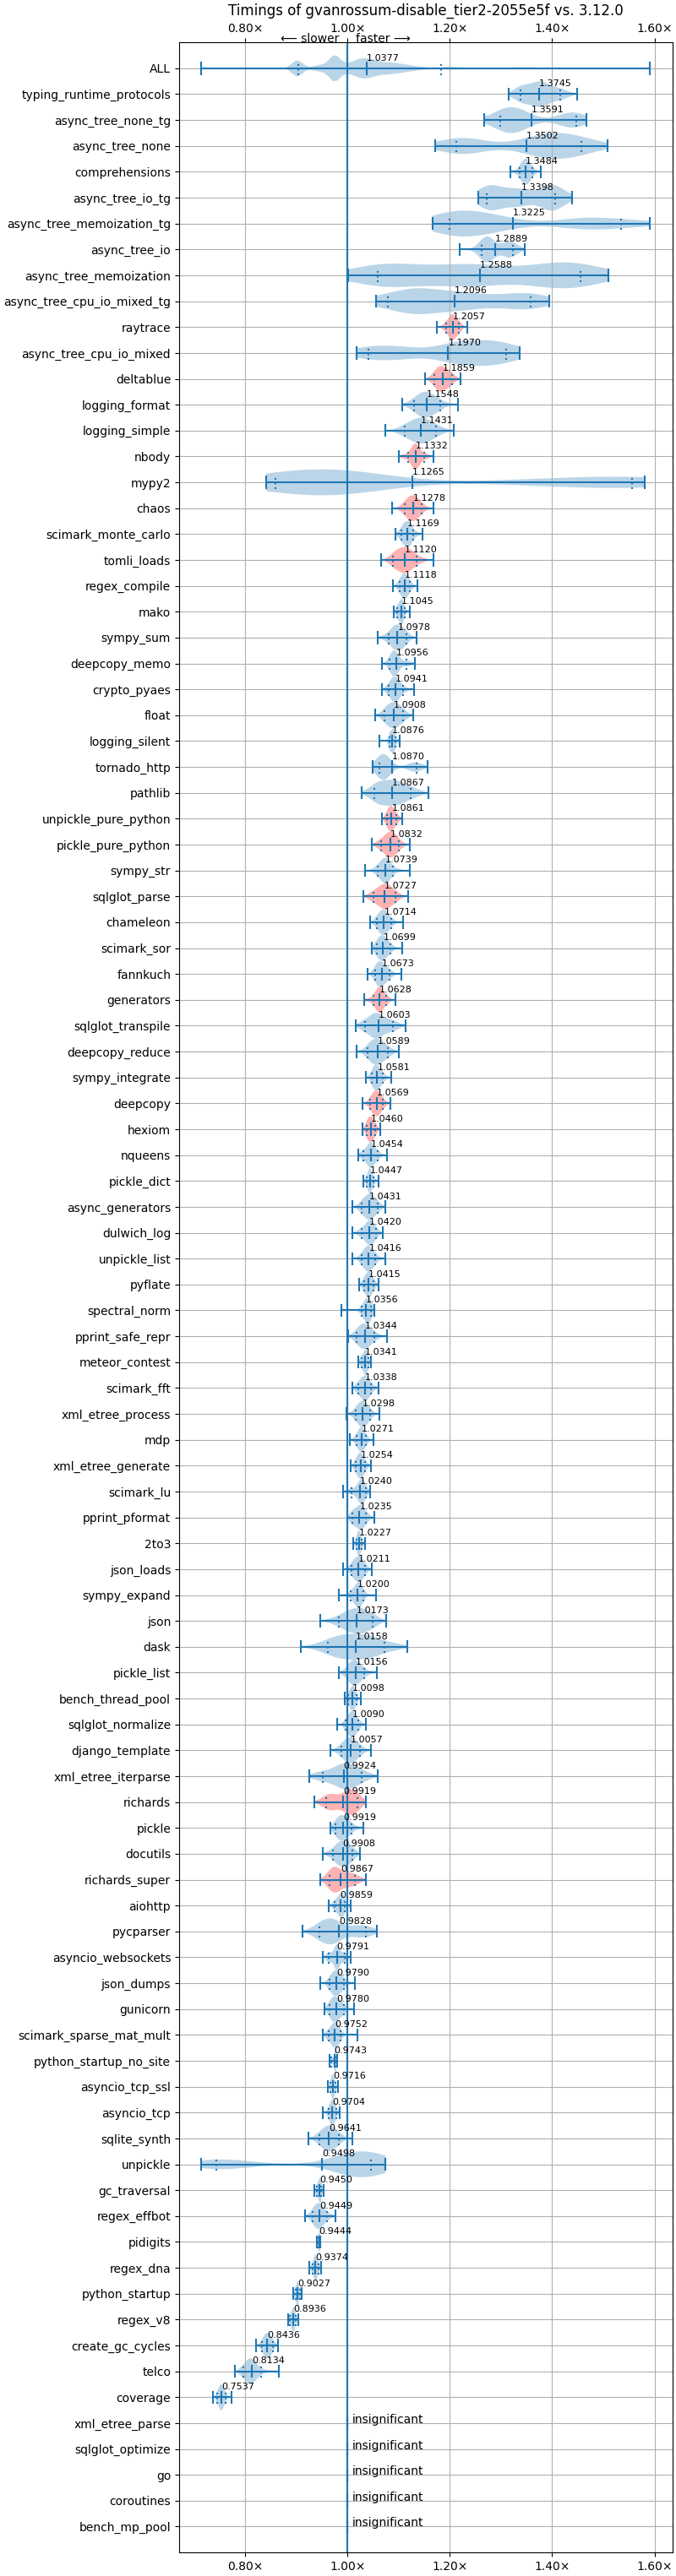 Timings of gvanrossum-disable_tier2-2055e5f vs. 3.12.0
0.80× 1.00× 1.20× 1.40× 1.60×
⟵ slower faster ⟶
ALL 1.0377
typing_runtime_protocols 1.3745
async_tree_none_tg 1.3591
async_tree_none 1.3502
comprehensions 1.3484
async_tree_io_tg 1.3398
async_tree_memoization_tg 1.3225
async_tree_io 1.2889
async_tree_memoization 1.2588
async_tree_cpu_io_mixed_tg 1.2096
raytrace 1.2057
async_tree_cpu_io_mixed 1.1970
deltablue 1.1859
logging_format 1.1548
logging_simple 1.1431
nbody 1.1332
mypy2 1.1265
chaos 1.1278
scimark_monte_carlo 1.1169
tomli_loads 1.1120
regex_compile 1.1118
mako 1.1045
sympy_sum 1.0978
deepcopy_memo 1.0956
crypto_pyaes 1.0941
float 1.0908
logging_silent 1.0876
tornado_http 1.0870
pathlib 1.0867
unpickle_pure_python 1.0861
pickle_pure_python 1.0832
sympy_str 1.0739
sqlglot_parse 1.0727
chameleon 1.0714
scimark_sor 1.0699
fannkuch 1.0673
generators 1.0628
sqlglot_transpile 1.0603
deepcopy_reduce 1.0589
sympy_integrate 1.0581
deepcopy 1.0569
hexiom 1.0460
nqueens 1.0454
pickle_dict 1.0447
async_generators 1.0431
dulwich_log 1.0420
unpickle_list 1.0416
pyflate 1.0415
spectral_norm 1.0356
pprint_safe_repr 1.0344
meteor_contest 1.0341
scimark_fft 1.0338
xml_etree_process 1.0298
mdp 1.0271
xml_etree_generate 1.0254
scimark_lu 1.0240
pprint_pformat 1.0235
2to3 1.0227
json_loads 1.0211
sympy_expand 1.0200
json 1.0173
dask 1.0158
pickle_list 1.0156
bench_thread_pool 1.0098
sqlglot_normalize 1.0090
django_template 1.0057
xml_etree_iterparse 0.9924
richards 0.9919
pickle 0.9919
docutils 0.9908
richards_super 0.9867
aiohttp 0.9859
pycparser 0.9828
asyncio_websockets 0.9791
json_dumps 0.9790
gunicorn 0.9780
scimark_sparse_mat_mult 0.9752
python_startup_no_site 0.9743
asyncio_tcp_ssl 0.9716
asyncio_tcp 0.9704
sqlite_synth 0.9641
unpickle 0.9498
gc_traversal 0.9450
regex_effbot 0.9449
pidigits 0.9444
regex_dna 0.9374
python_startup 0.9027
regex_v8 0.8936
create_gc_cycles 0.8436
telco 0.8134
coverage 0.7537
xml_etree_parse insignificant
sqlglot_optimize insignificant
go insignificant
coroutines insignificant
bench_mp_pool insignificant
0.80× 1.00× 1.20× 1.40× 1.60×